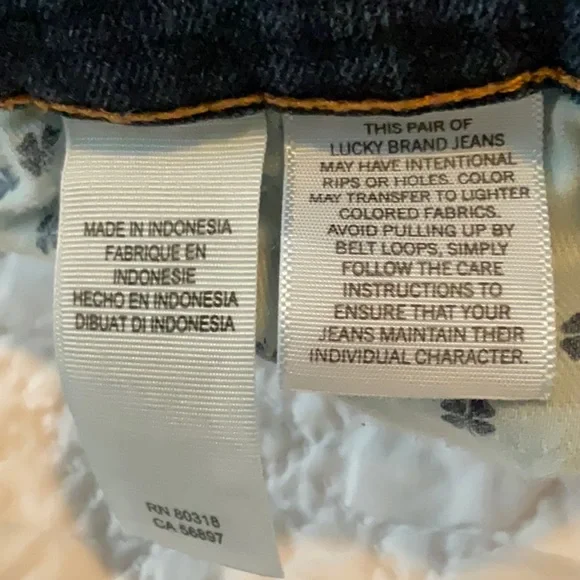 MADE IN INDONESIA
FABRIQUE EN
INDONESIE
HECHO EN INDONESIA
DIBUAT DI INDONESIA
RN 80318
CA 56897
THIS PAIR OF
LUCKY BRAND JEANS
MAY HAVE INTENTIONAL
RIPS OR HOLES. COLOR
MAY TRANSFER TO LIGHTER
COLORED FABRICS.
AVOID PULLING UP BY
BELT LOOPS, SIMPLY
FOLLOW THE CARE
INSTRUCTIONS TO
ENSURE THAT YOUR
JEANS MAINTAIN THEIR
INDIVIDUAL CHARACTER.